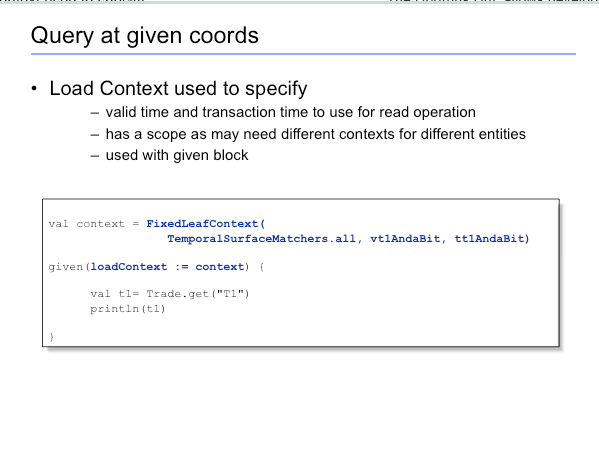 Query at given coords
• Load Context used to specify
– valid time and transaction time to use for read operation
– has a scope as may need different contexts for different entities
– used with given block
val context = FixedLeafContext(
TemporalSurfaceMatchers.all, vt1AndaBit, tt1AndaBit)
given(loadContext := context) {
val t1= Trade.get("T1")
println(t1)
}